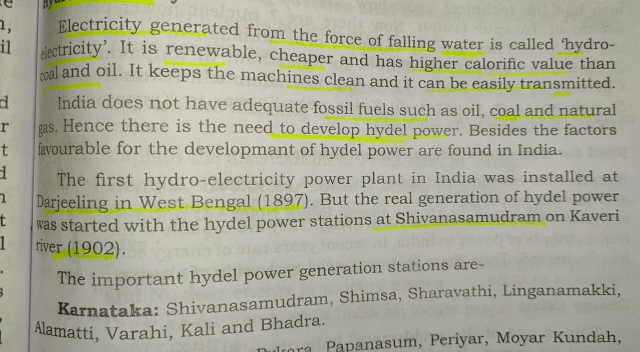 Electricity generated from the force of falling water is called 'hydro-
electricity'. It is renewable, cheaper and has higher calorific value than
coal and oil. It keeps the machines clean and it can be easily transmitted.
India does not have adequate fossil fuels such as oil, coal and natural
gas. Hence there is the need to develop hydel power. Besides the factors
favourable for the developmant of hydel power are found in India.
The first hydro-electricity power plant in India was installed at
Darjeeling in West Bengal (1897). But the real generation of hydel power
was started with the hydel power stations at Shivanasamudram on Kaveri
river (1902).
The important hydel power generation stations are-
Karnataka: Shivanasamudram, Shimsa, Sharavathi, Linganamakki,
Alamatti, Varahi, Kali and Bhadra.
Papanasum, Periyar, Moyar Kundah,